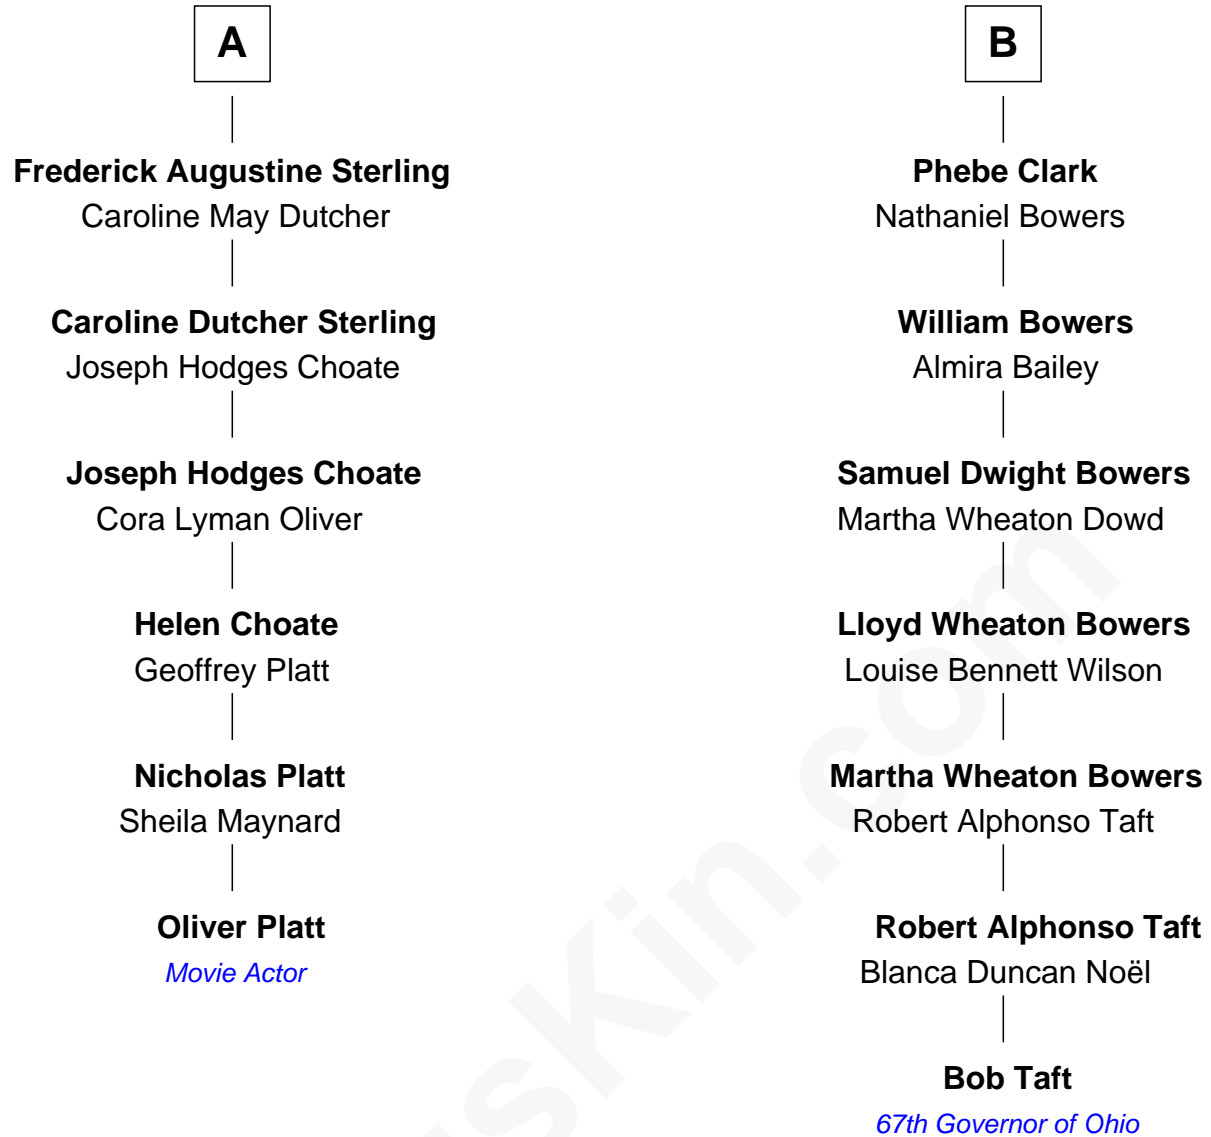 A
Frederick Augustine Sterling
Caroline May Dutcher
Caroline Dutcher Sterling
Joseph Hodges Choate
Joseph Hodges Choate
Cora Lyman Oliver
Helen Choate
Geoffrey Platt
Nicholas Platt
Sheila Maynard
Oliver Platt
Movie Actor
B
Phebe Clark
Nathaniel Bowers
William Bowers
Almira Bailey
Samuel Dwight Bowers
Martha Wheaton Dowd
Lloyd Wheaton Bowers
Louise Bennett Wilson
Martha Wheaton Bowers
Robert Alphonso Taft
Robert Alphonso Taft
Blanca Duncan Noël
Bob Taft
67th Governor of Ohio
sKin.com